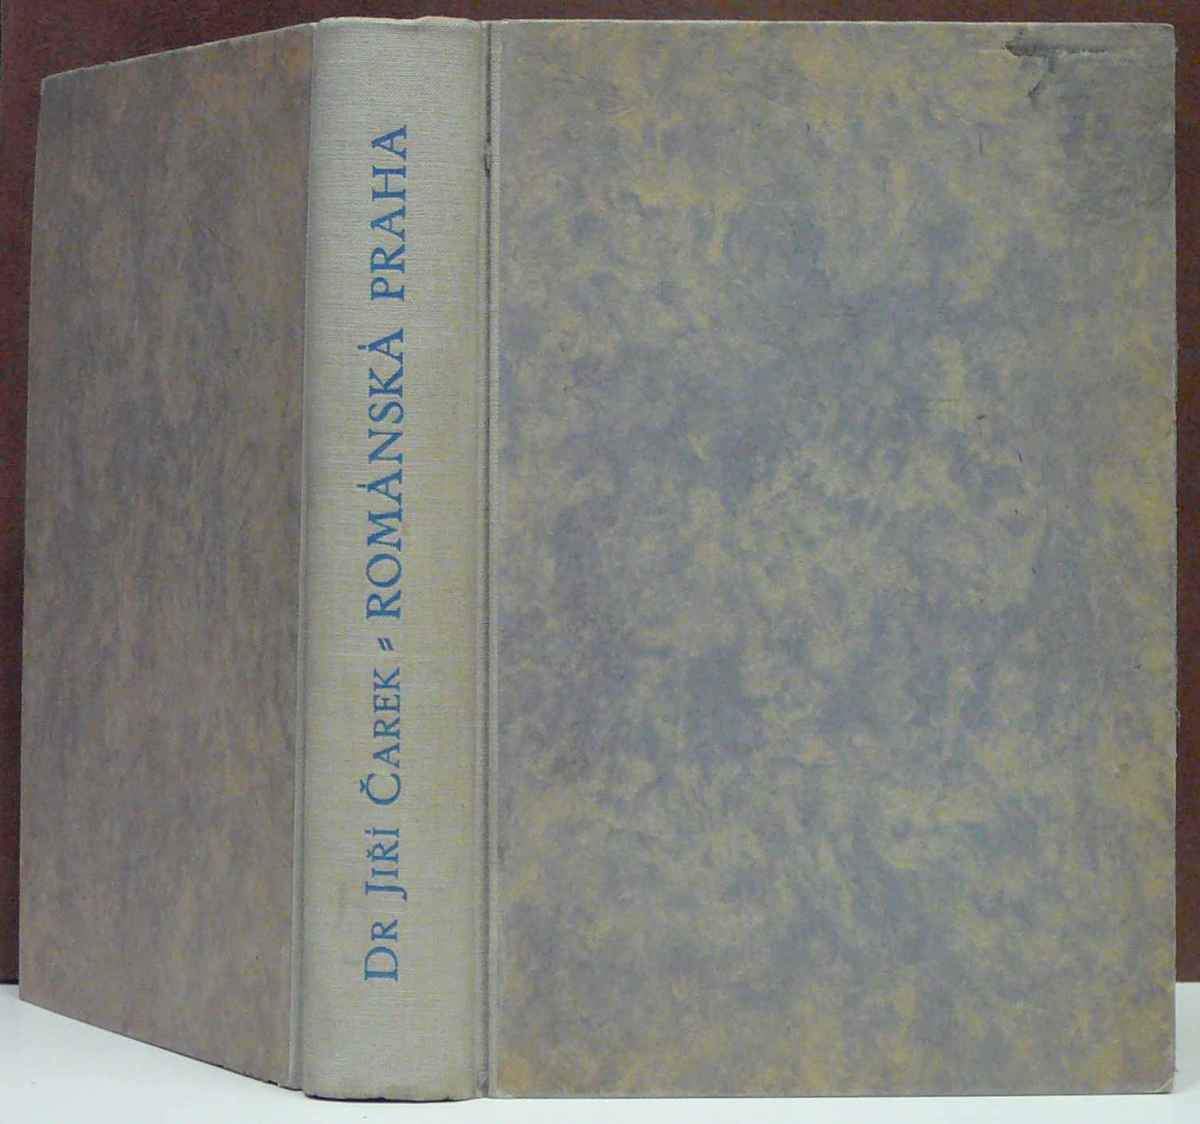 DR JIŘÍ ČAREK = ROMÁNSKÁ PRAHA